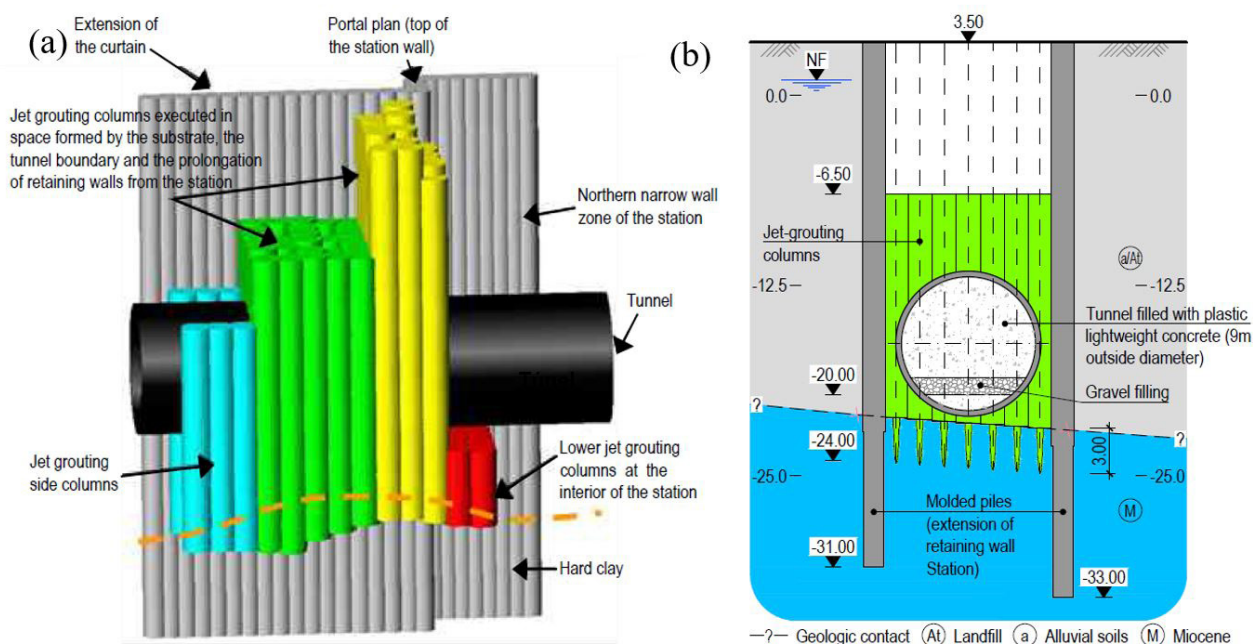 (a)
Extension of
the curtain
Portal plan (top of
the station wall)
Jet grouting columns executed in
space formed by the substrate, the
tunnel boundary and the prolongation
of retaining walls from the station
Northern narrow wall
zone of the station
Tunnel
Jet grouting
side columns
Lower jet grouting
columns at the
interior of the station
Hard clay
(b)
3.50
NF
0.0
0.0
-6.50
Jet-grouting
columns
a/At
-12.5
-12.5
Tunnel filled with plastic
lightweight concrete (9m
outside diameter)
-20.00
Gravel filling
?
?
-24.00
3.00
-25.0
-25.0
Molded piles
(extension of
retaining wall
Station)
M
-31.00
-33.00
—?— Geologic contact At Landfill a Alluvial soils M Miocene